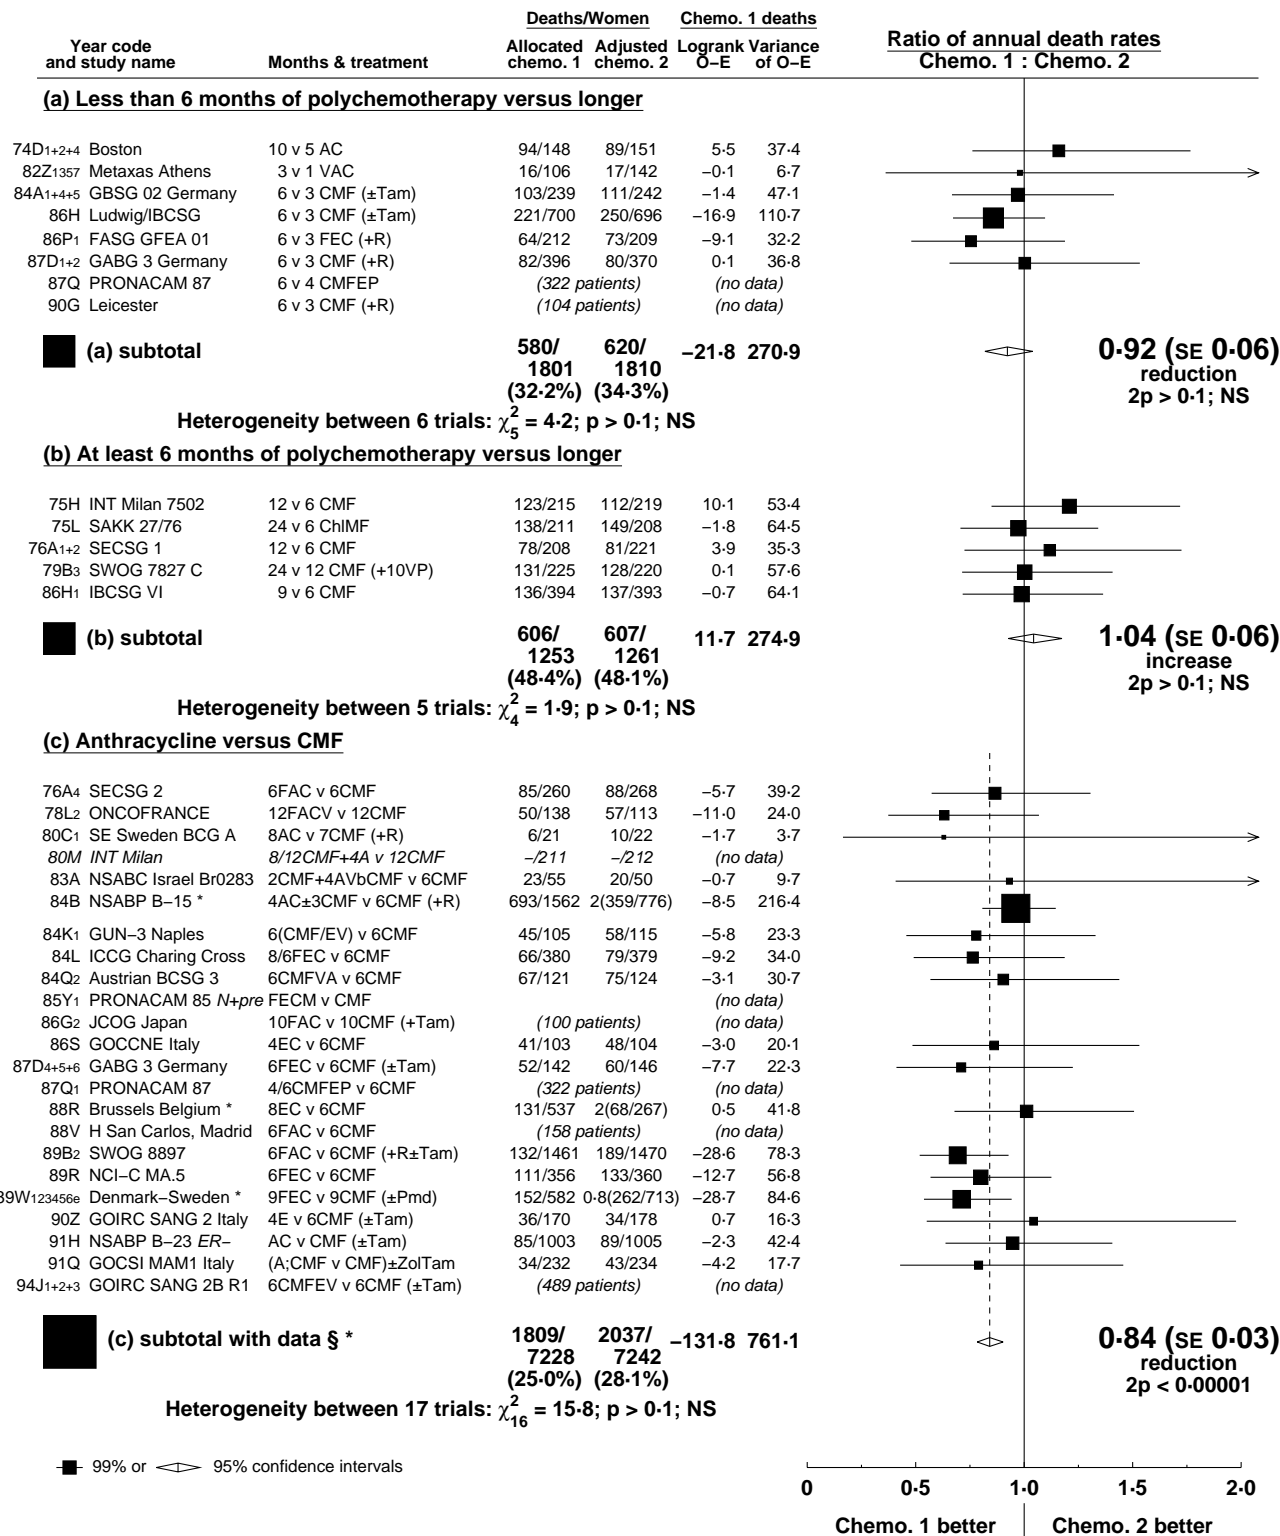 Deaths/Women Chemo. 1 deaths
Year code and study name Months & treatment Allocated chemo. 1 Adjusted chemo. 2 Logrank O–E Variance of O–E Ratio of annual death rates Chemo. 1 : Chemo. 2
(a) Less than 6 months of polychemotherapy versus longer
74D1+2+4 Boston 10 v 5 AC 94/148 89/151 5·5 37·4
82Z1357 Metaxas Athens 3 v 1 VAC 16/106 17/142 –0·1 6·7
84A1+4+5 GBSG 02 Germany 6 v 3 CMF (±Tam) 103/239 111/242 –1·4 47·1
86H Ludwig/IBCSG 6 v 3 CMF (±Tam) 221/700 250/696 –16·9 110·7
86P1 FASG GFEA 01 6 v 3 FEC (+R) 64/212 73/209 –9·1 32·2
87D1+2 GABG 3 Germany 6 v 3 CMF (+R) 82/396 80/370 0·1 36·8
87Q PRONACAM 87 6 v 4 CMFEP (322 patients) (no data)
90G Leicester 6 v 3 CMF (+R) (104 patients) (no data)
(a) subtotal 580/ 620/ –21·8 270·9 0·92 (SE 0·06)
1801 1810 reduction
(32·2%) (34·3%) 2p > 0·1; NS
Heterogeneity between 6 trials: χ²₅ = 4·2; p > 0·1; NS
(b) At least 6 months of polychemotherapy versus longer
75H INT Milan 7502 12 v 6 CMF 123/215 112/219 10·1 53·4
75L SAKK 27/76 24 v 6 ChlMF 138/211 149/208 –1·8 64·5
76A1+2 SECSG 1 12 v 6 CMF 78/208 81/221 3·9 35·3
79B3 SWOG 7827 C 24 v 12 CMF (+10VP) 131/225 128/220 0·1 57·6
86H1 IBCSG VI 9 v 6 CMF 136/394 137/393 –0·7 64·1
(b) subtotal 606/ 607/ 11·7 274·9 1·04 (SE 0·06)
1253 1261 increase
(48·4%) (48·1%) 2p > 0·1; NS
Heterogeneity between 5 trials: χ²₄ = 1·9; p > 0·1; NS
(c) Anthracycline versus CMF
76A4 SECSG 2 6FAC v 6CMF 85/260 88/268 –5·7 39·2
78L2 ONCOFRANCE 12FACV v 12CMF 50/138 57/113 –11·0 24·0
80C1 SE Sweden BCG A 8AC v 7CMF (+R) 6/21 10/22 –1·7 3·7
80M INT Milan 8/12CMF+4A v 12CMF –/211 –/212 (no data)
83A NSABC Israel Br0283 2CMF+4AVbCMF v 6CMF 23/55 20/50 –0·7 9·7
84B NSABP B–15 * 4AC±3CMF v 6CMF (+R) 693/1562 2(359/776) –8·5 216·4
84K1 GUN–3 Naples 6(CMF/EV) v 6CMF 45/105 58/115 –5·8 23·3
84L ICCG Charing Cross 8/6FEC v 6CMF 66/380 79/379 –9·2 34·0
84Q2 Austrian BCSG 3 6CMFVA v 6CMF 67/121 75/124 –3·1 30·7
85Y1 PRONACAM 85 N+pre FECM v CMF (no data)
86G2 JCOG Japan 10FAC v 10CMF (+Tam) (100 patients) (no data)
86S GOCCNE Italy 4EC v 6CMF 41/103 48/104 –3·0 20·1
87D4+5+6 GABG 3 Germany 6FEC v 6CMF (±Tam) 52/142 60/146 –7·7 22·3
87Q1 PRONACAM 87 4/6CMFEP v 6CMF (322 patients) (no data)
88R Brussels Belgium * 8EC v 6CMF 131/537 2(68/267) 0·5 41·8
88V H San Carlos, Madrid 6FAC v 6CMF (158 patients) (no data)
89B2 SWOG 8897 6FAC v 6CMF (+R±Tam) 132/1461 189/1470 –28·6 78·3
89R NCI–C MA.5 6FEC v 6CMF 111/356 133/360 –12·7 56·8
39W123456e Denmark–Sweden * 9FEC v 9CMF (±Pmd) 152/582 0·8(262/713) –28·7 84·6
90Z GOIRC SANG 2 Italy 4E v 6CMF (±Tam) 36/170 34/178 0·7 16·3
91H NSABP B–23 ER– AC v CMF (±Tam) 85/1003 89/1005 –2·3 42·4
91Q GOCSI MAM1 Italy (A;CMF v CMF)±ZolTam 34/232 43/234 –4·2 17·7
94J1+2+3 GOIRC SANG 2B R1 6CMFEV v 6CMF (±Tam) (489 patients) (no data)
(c) subtotal with data § * 1809/ 2037/ –131·8 761·1 0·84 (SE 0·03)
7228 7242 reduction
(25·0%) (28·1%) 2p < 0·00001
Heterogeneity between 17 trials: χ²₁₆ = 15·8; p > 0·1; NS
99% or 95% confidence intervals
0 0·5 1·0 1·5 2·0
Chemo. 1 better Chemo. 2 better